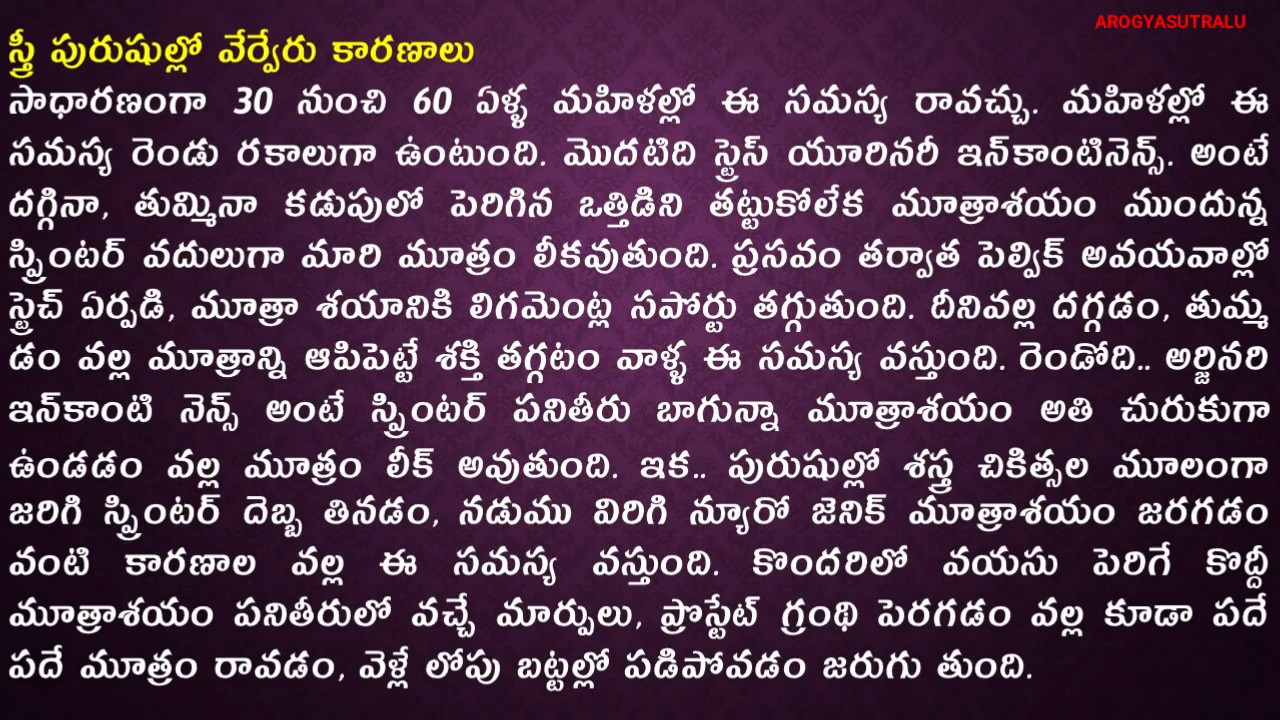 AROGYASUTRALU
స్త్రీ పురుషుల్లో వేర్వేరు కారణాలు
సాధారణంగా 30 నుంచి 60 ఏళ్ళ మహిళల్లో ఈ సమస్య రావచ్చు. మహిళల్లో ఈ
సమస్య రెండు రకాలుగా ఉంటుంది. మొదటిది స్ట్రెస్ యూరినరీ ఇన్‌కాంటినెన్స్. అంటే
దగ్గినా, తుమ్మినా కడుపులో పెరిగిన ఒత్తిడిని తట్టుకోలేక మూత్రాశయం ముందున్న
స్ప్రింటర్ వదులుగా మారి మూత్రం లీకవుతుంది. ప్రసవం తర్వాత పెల్విక్ అవయవాల్లో
స్ట్రెచ్ ఏర్పడి, మూత్రా శయానికి లిగమెంట్ల సపోర్టు తగ్గుతుంది. దీనివల్ల దగ్గడం, తుమ్మ
డం వల్ల మూత్రాన్ని ఆపిపెట్టే శక్తి తగ్గటం వాళ్ళ ఈ సమస్య వస్తుంది. రెండోది.. అర్జినరి
ఇన్‌కాంటి నెన్స్ అంటే స్ప్రింటర్ పనితీరు బాగున్నా మూత్రాశయం అతి చురుకుగా
ఉండడం వల్ల మూత్రం లీక్ అవుతుంది. ఇక.. పురుషుల్లో శస్త్ర చికిత్సల మూలంగా
జరిగి స్ప్రింటర్ దెబ్బ తినడం, నడుము విరిగి న్యూరో జెనిక్ మూత్రాశయం జరగడం
వంటి కారణాల వల్ల ఈ సమస్య వస్తుంది. కొందరిలో వయసు పెరిగే కొద్దీ
మూత్రాశయం పనితీరులో వచ్చే మార్పులు, ప్రొస్టేట్ గ్రంథి పెరగడం వల్ల కూడా పదే
పదే మూత్రం రావడం, వెళ్లే లోపు బట్టల్లో పడిపోవడం జరుగు తుంది.